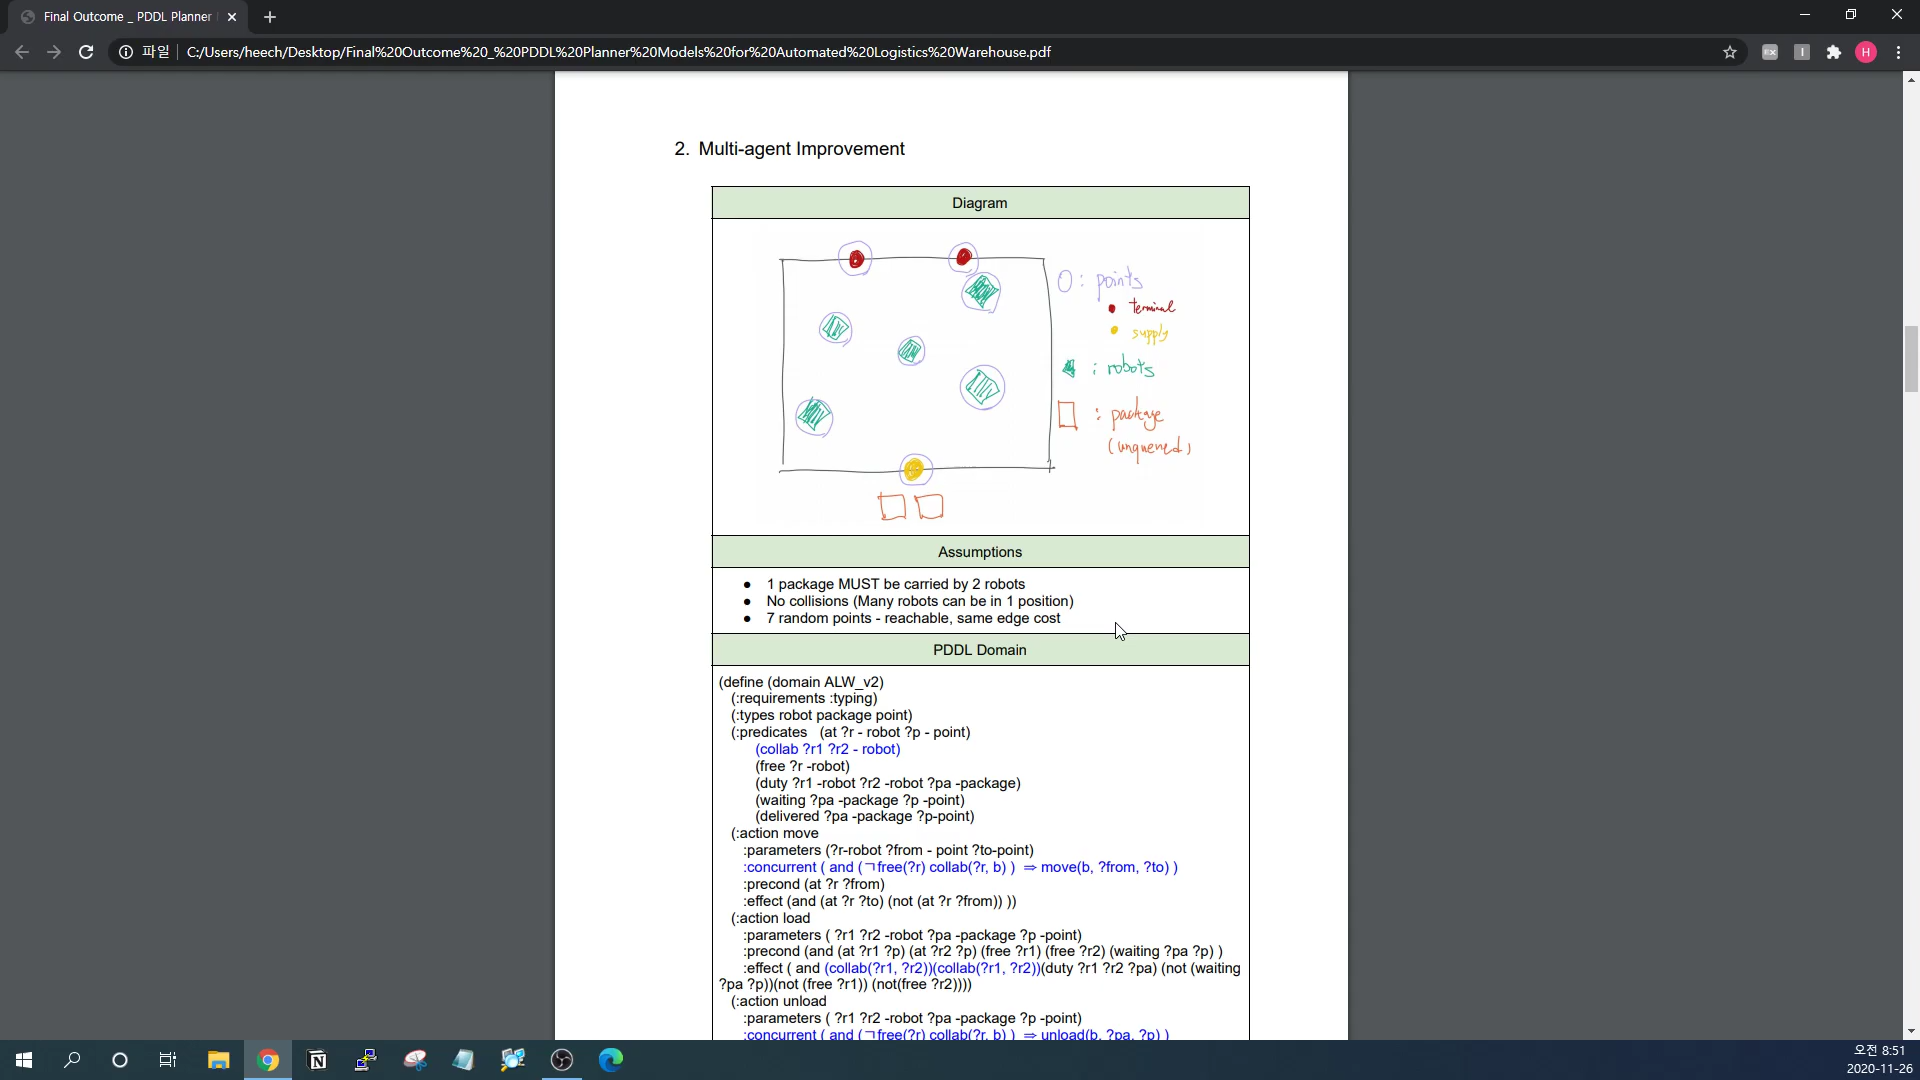 Final Outcome _ PDDL Planner
파일
C:/Users/heech/Desktop/Final%20Outcome%20_%20PDDL%20Planner%20Models%20for%20Automated%20Logistics%20Warehouse.pdf
EX
I
H
2. Multi-agent Improvement
Diagram
O : points
terminal
supply
: robots
: package
(unqueued)
Assumptions
● 1 package MUST be carried by 2 robots
● No collisions (Many robots can be in 1 position)
● 7 random points - reachable, same edge cost
PDDL Domain
(define (domain ALW_v2)
(:requirements :typing)
(:types robot package point)
(:predicates (at ?r - robot ?p - point)
(collab ?r1 ?r2 - robot)
(free ?r -robot)
(duty ?r1 -robot ?r2 -robot ?pa -package)
(waiting ?pa -package ?p -point)
(delivered ?pa -package ?p-point)
(:action move
:parameters (?r-robot ?from - point ?to-point)
:concurrent ( and (ㄱfree(?r) collab(?r, b) ) ⇒ move(b, ?from, ?to) )
:precond (at ?r ?from)
:effect (and (at ?r ?to) (not (at ?r ?from)) ))
(:action load
:parameters ( ?r1 ?r2 -robot ?pa -package ?p -point)
:precond (and (at ?r1 ?p) (at ?r2 ?p) (free ?r1) (free ?r2) (waiting ?pa ?p) )
:effect ( and (collab(?r1, ?r2))(collab(?r1, ?r2))(duty ?r1 ?r2 ?pa) (not (waiting
?pa ?p))(not (free ?r1)) (not(free ?r2))))
(:action unload
:parameters ( ?r1 ?r2 -robot ?pa -package ?p -point)
:concurrent ( and (ㄱfree(?r) collab(?r, b) ) ⇒ unload(b, ?pa, ?p) )
오전 8:51
2020-11-26